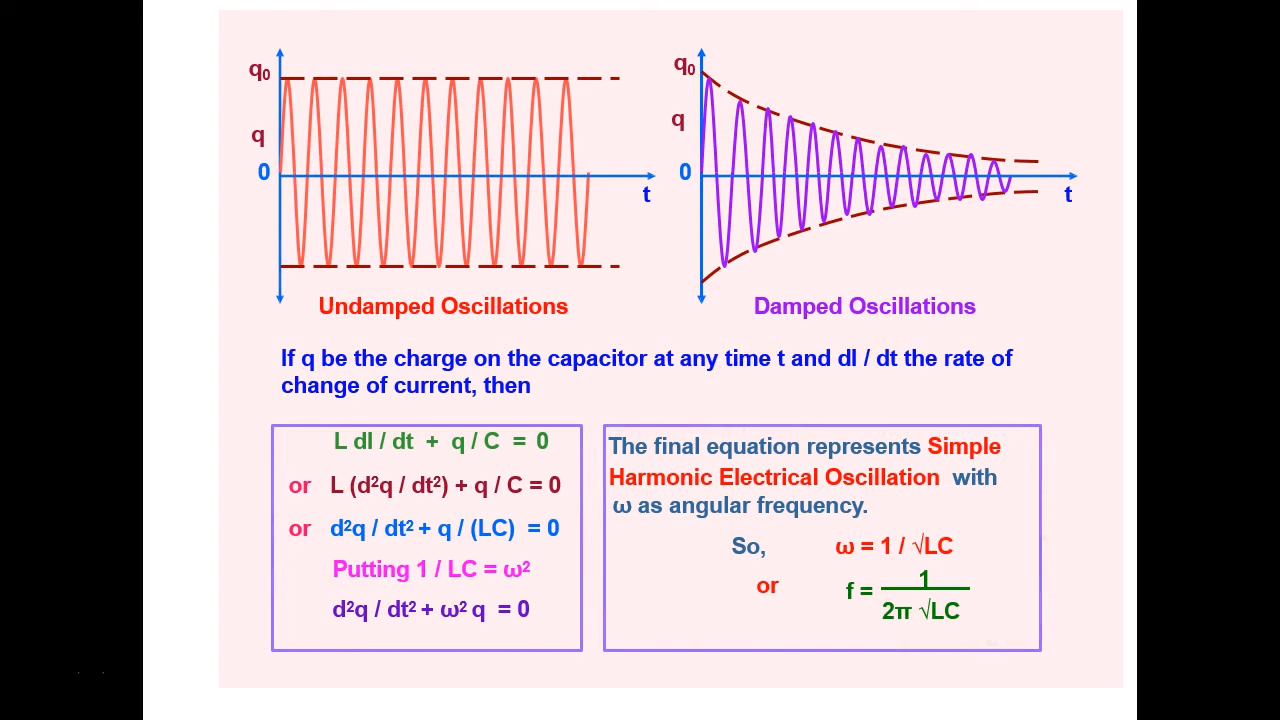 q₀
q
0
t
Undamped Oscillations
q₀
q
0
t
Damped Oscillations
If q be the charge on the capacitor at any time t and dI / dt the rate of
change of current, then
L dI / dt + q / C = 0
or L (d²q / dt²) + q / C = 0
or d²q / dt² + q / (LC) = 0
Putting 1 / LC = ω²
d²q / dt² + ω² q = 0
The final equation represents Simple
Harmonic Electrical Oscillation with
ω as angular frequency.
So, ω = 1 / √LC
or f = 1
2π √LC